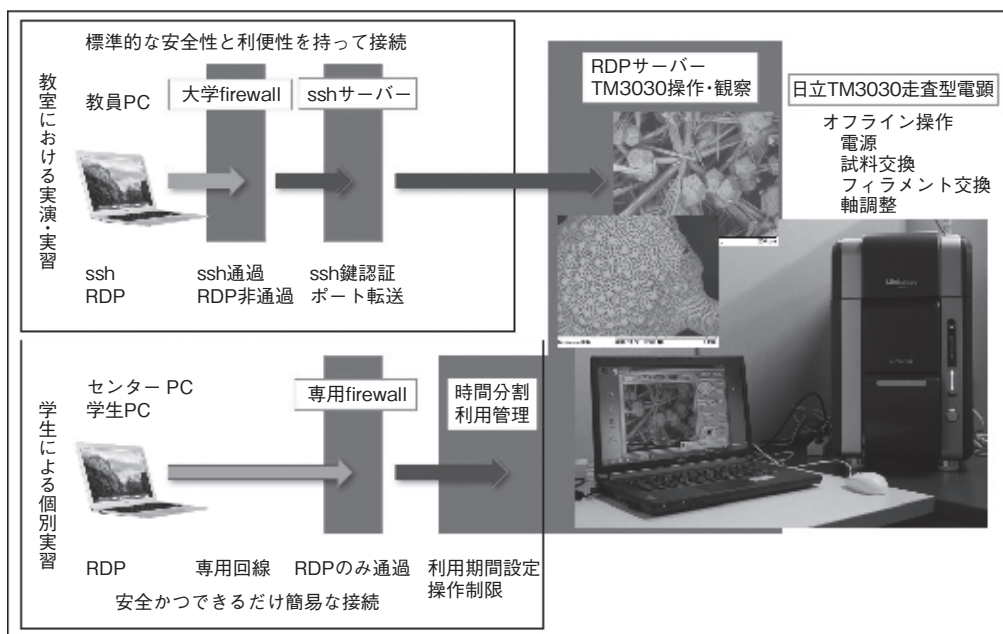 標準的な安全性と利便性を持って接続
教室における実演・実習
教員PC
大学firewall
sshサーバー
ssh
RDP
ssh通過
RDP非通過
ssh鍵認証
ポート転送
RDPサーバー
TM3030操作・観察
日立TM3030走査型電顕
オフライン操作
電源
試料交換
フィラメント交換
軸調整
学生による個別実習
センター PC
学生PC
専用firewall
時間分割
利用管理
RDP
専用回線
RDPのみ通過
利用期間設定
操作制限
安全かつできるだけ簡易な接続